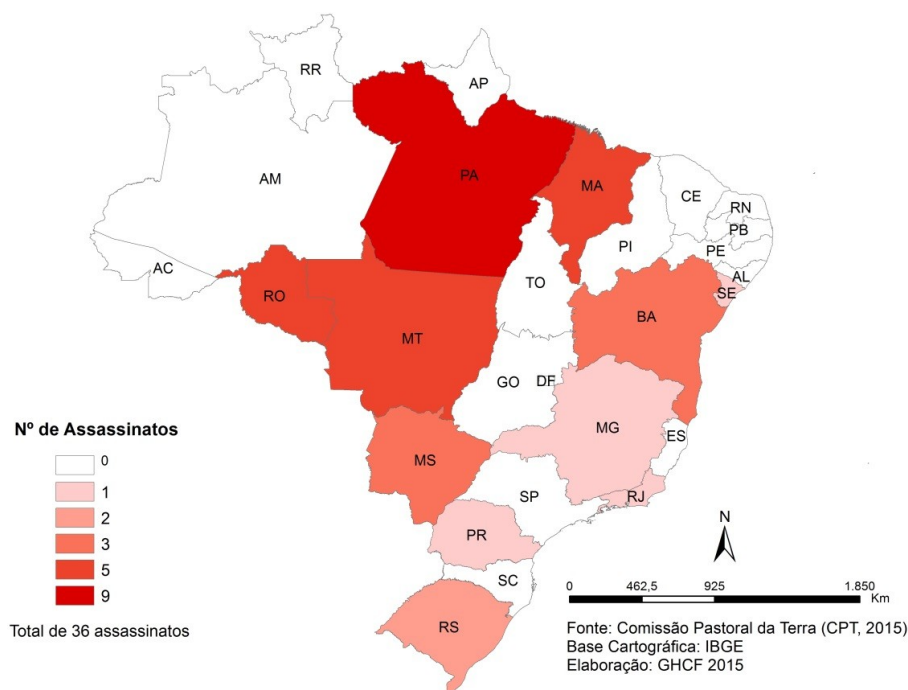 RR
AP
AM
PA
MA
CE
RN
PB
PE
PI
AL
SE
AC
TO
RO
BA
MT
GO
DF
MG
ES
MS
SP
RJ
PR
SC
RS
Nº de Assassinatos
0
1
2
3
5
9
Total de 36 assassinatos
N
0 462,5 925 1.850
Km
Fonte: Comissão Pastoral da Terra (CPT, 2015)
Base Cartográfica: IBGE
Elaboração: GHCF 2015